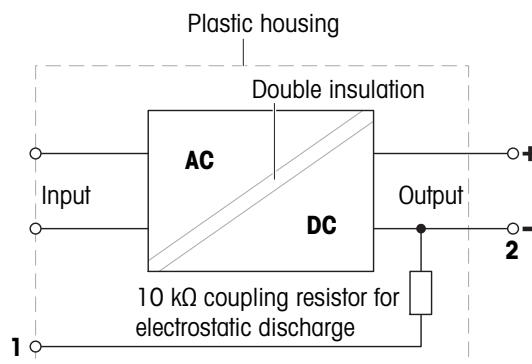 Plastic housing
Double insulation
AC
+
Input
Output
DC
-
2
10 kΩ coupling resistor for
electrostatic discharge
1